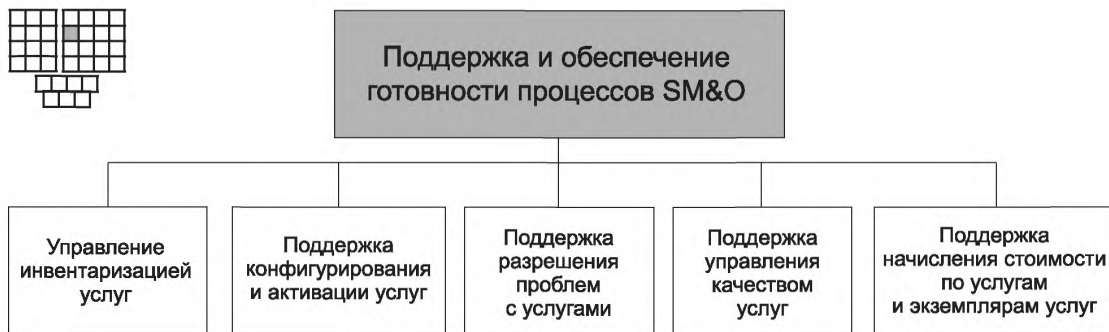 Поддержка и обеспечение
готовности процессов SM&O
Управление
инвентаризацией
услуг
Поддержка
конфигурирования
и активации услуг
Поддержка
разрешения
проблем
с услугами
Поддержка
управления
качеством
услуг
Поддержка
начисления стоимости
по услугам
и экземплярам услуг